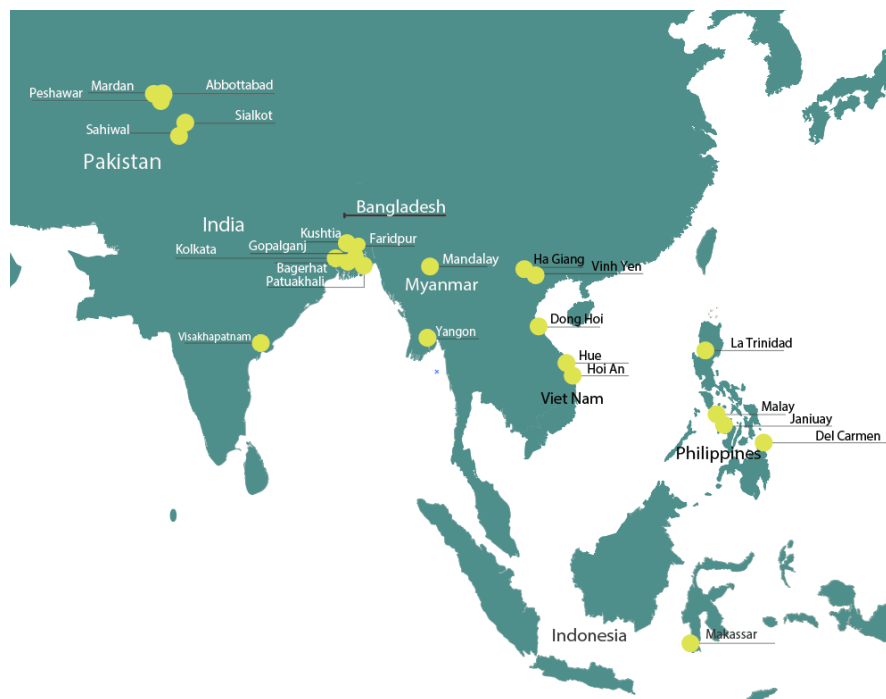 Mardan
Abbottabad
Peshawar
Sialkot
Sahiwal
Pakistan
Bangladesh
India
Kushtia
Faridpur
Gopalganj
Kolkata
Bagerhat
Patuakhali
Mandalay
Myanmar
Ha Giang
Vinh Yen
Visakhapatnam
Yangon
Dong Hoi
La Trinidad
Hue
Hoi An
Viet Nam
Malay
Janiuay
Del Carmen
Philippines
Indonesia
Makassar